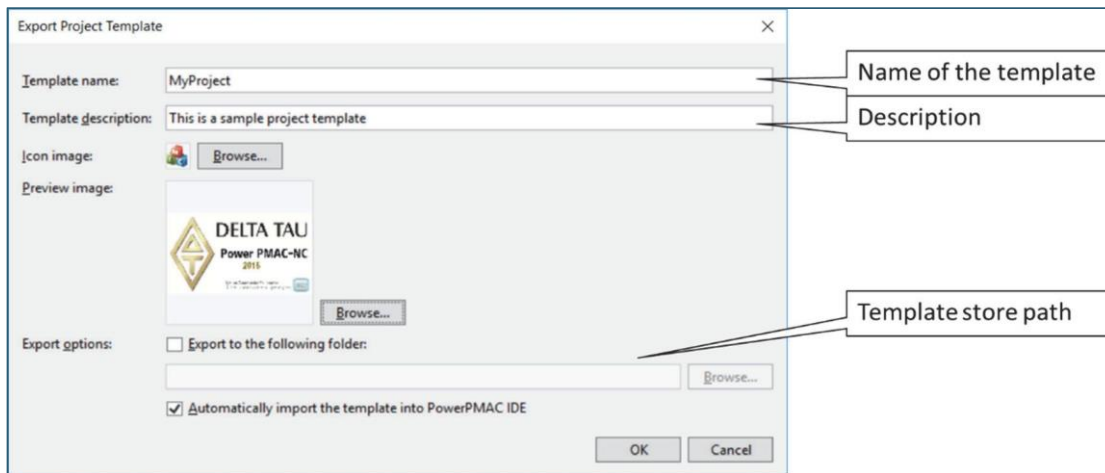 Export Project Template
Template name: MyProject
Name of the template
Template description: This is a sample project template
Description
Icon image: Browse...
Preview image:
DELTA TAU
Power PMAC-NC
2015
Browse...
Template store path
Export options: Export to the following folder:
Browse...
Automatically import the template into PowerPMAC IDE
OK Cancel